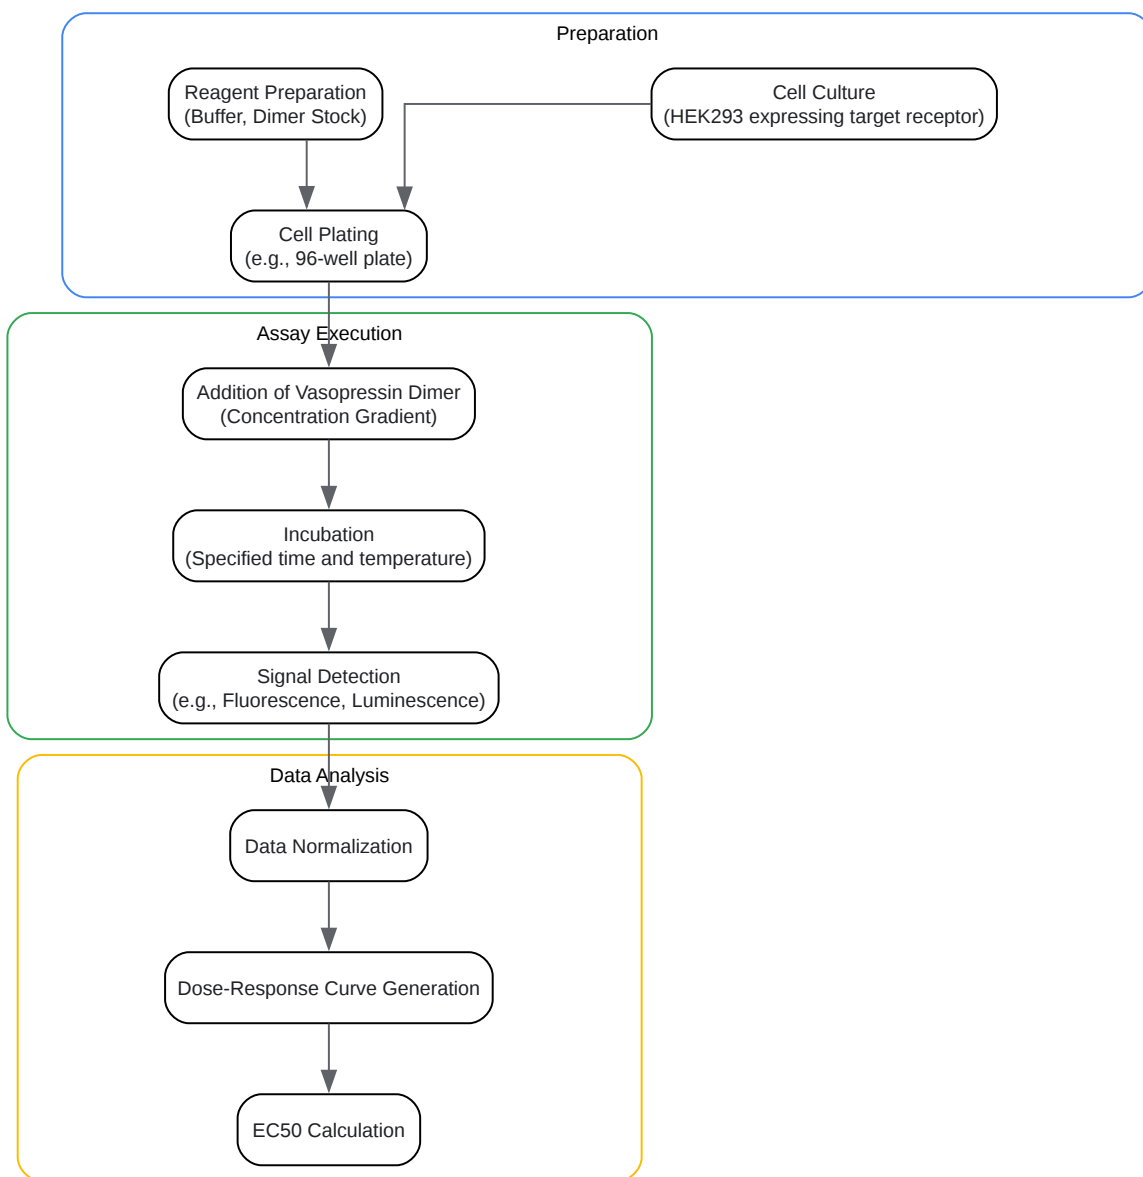 Preparation
Reagent Preparation
(Buffer, Dimer Stock)
Cell Culture
(HEK293 expressing target receptor)
Cell Plating
(e.g., 96-well plate)
Assay Execution
Addition of Vasopressin Dimer
(Concentration Gradient)
Incubation
(Specified time and temperature)
Signal Detection
(e.g., Fluorescence, Luminescence)
Data Analysis
Data Normalization
Dose-Response Curve Generation
EC50 Calculation